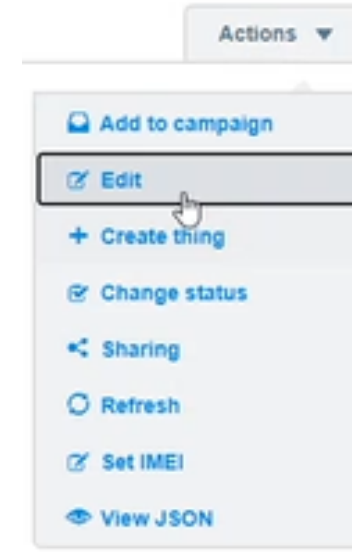 Actions
Add to campaign
Edit
Create thing
Change status
Sharing
Refresh
Set IMEI
View JSON